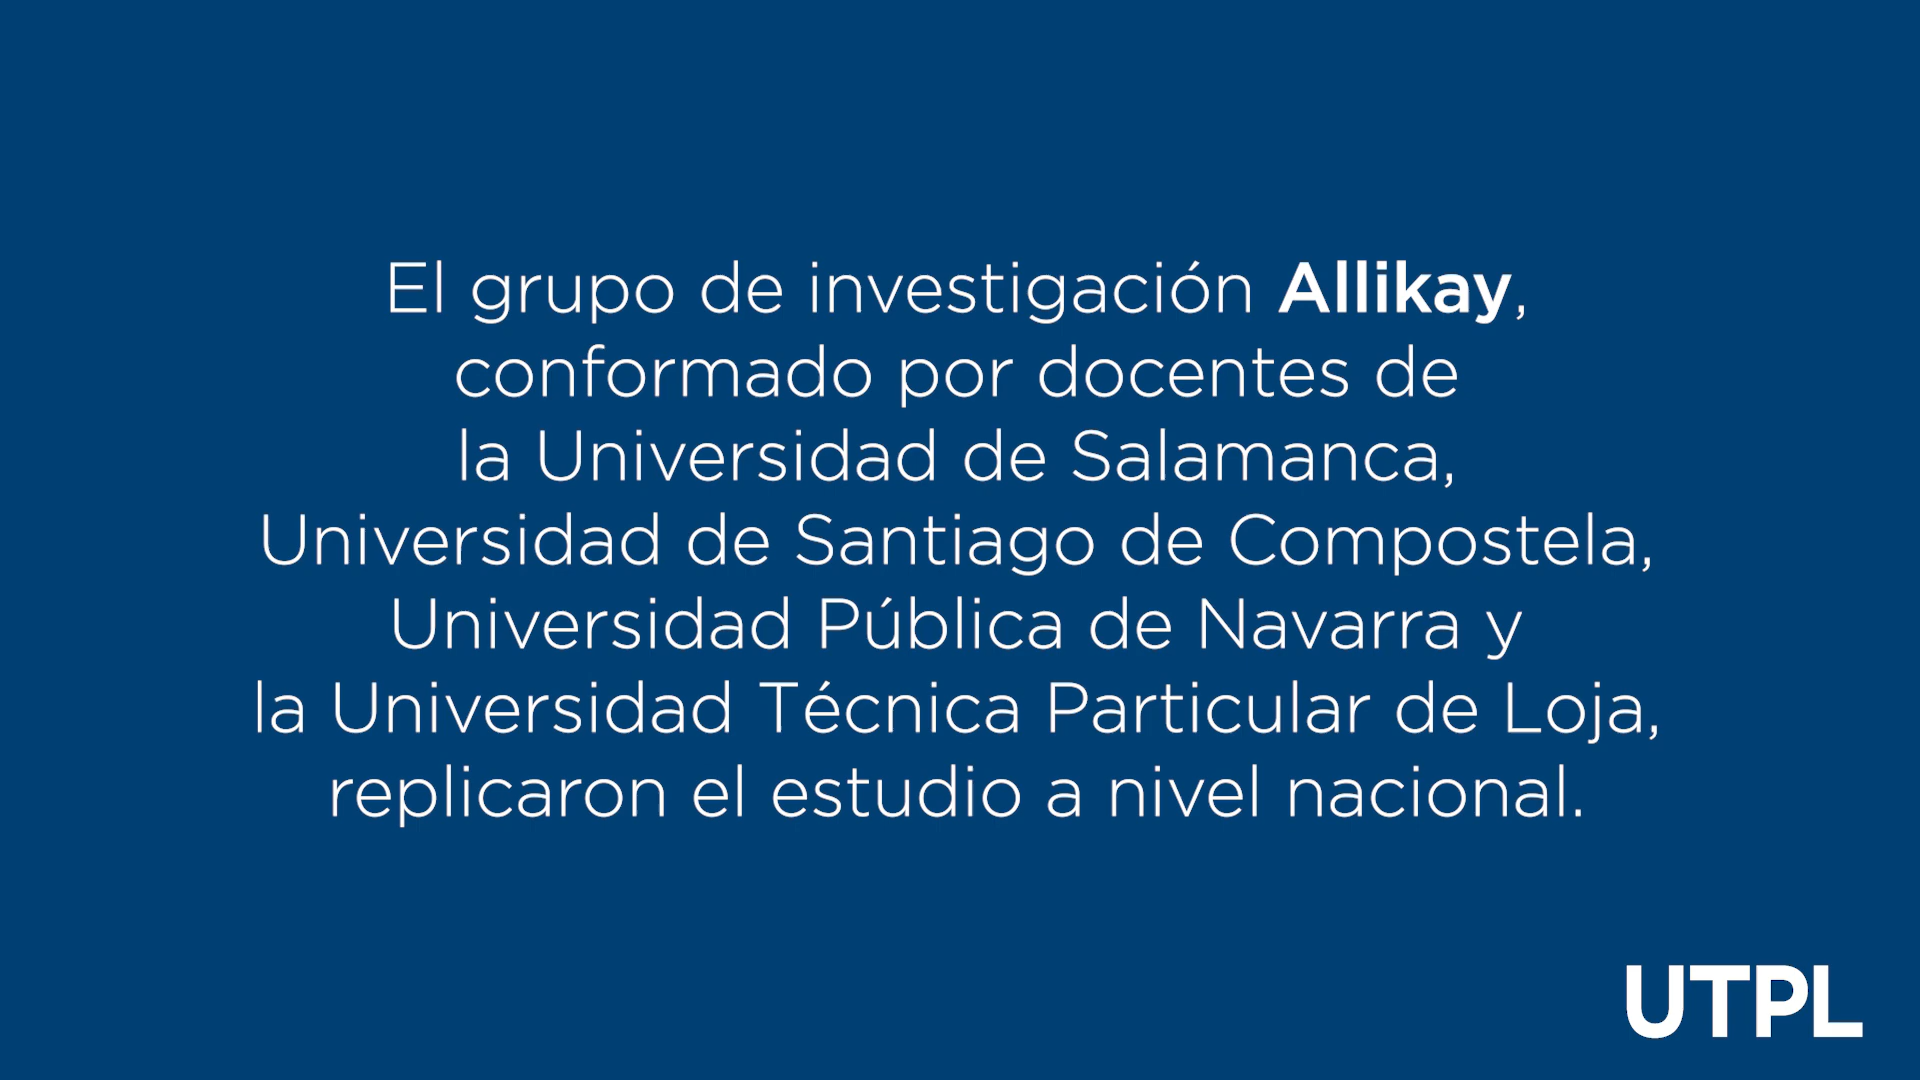 El grupo de investigación Allikay,
conformado por docentes de
la Universidad de Salamanca,
Universidad de Santiago de Compostela,
Universidad Pública de Navarra y
la Universidad Técnica Particular de Loja,
replicaron el estudio a nivel nacional.
UTPL